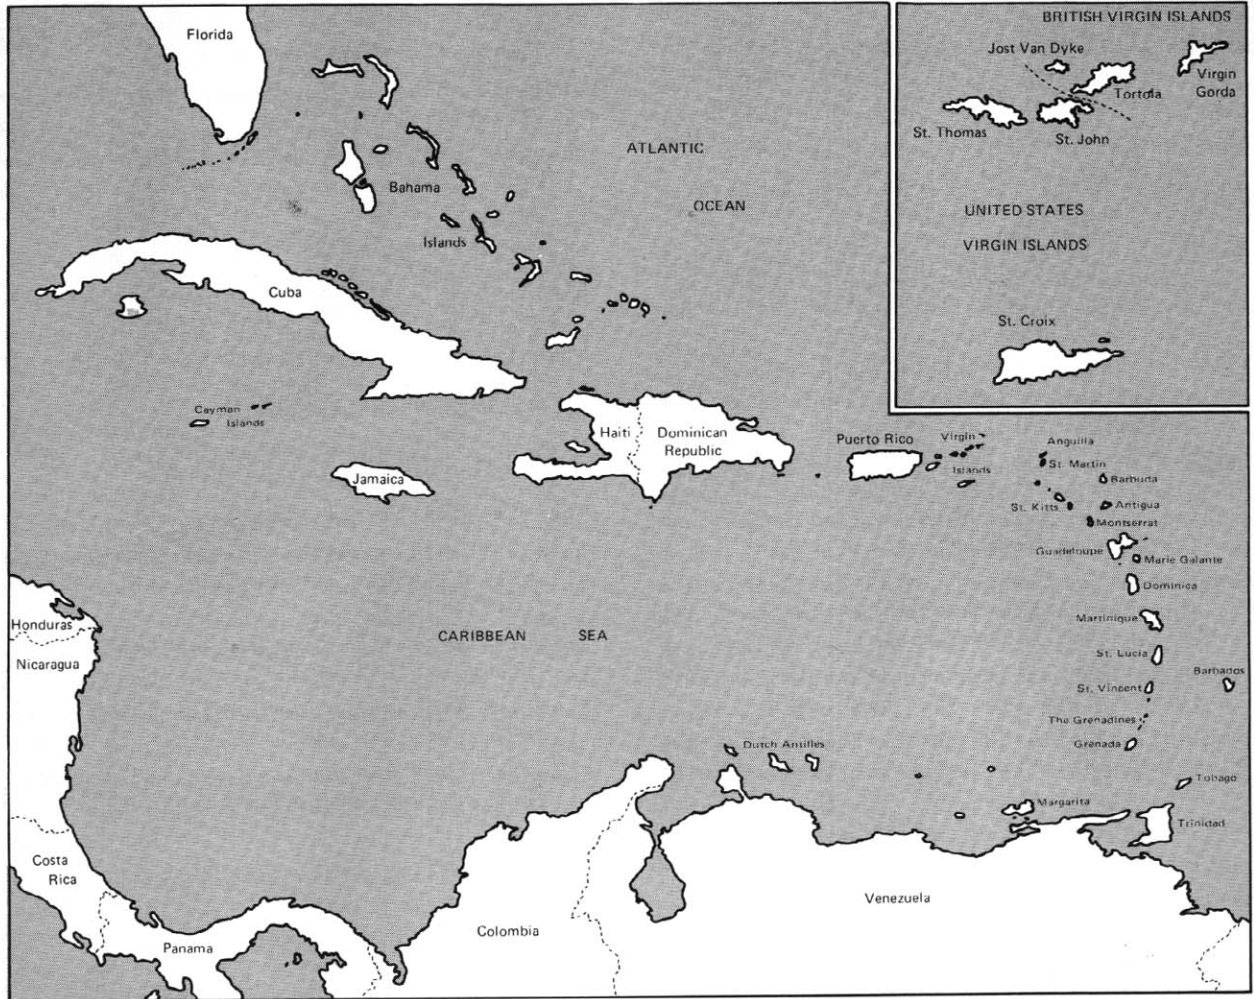 Florida
BRITISH VIRGIN ISLANDS
Jost Van Dyke
Virgin
Gorda
Tortola
St. Thomas
St. John
ATLANTIC
OCEAN
UNITED STATES
VIRGIN ISLANDS
St. Croix
Bahama
Islands
Cuba
Cayman
Islands
Jamaica
Haiti
Dominican
Republic
Puerto Rico
Virgin
Islands
Anguilla
St. Martin
Barbuda
St. Kitts
Antigua
Montserrat
Guadeloupe
Marie Galante
Dominica
Martinique
St. Lucia
Barbados
St. Vincent
The Grenadines
Grenada
Tobago
Margarita
Trinidad
Honduras
Nicaragua
CARIBBEAN SEA
Dutch Antilles
Costa
Rica
Panama
Colombia
Venezuela